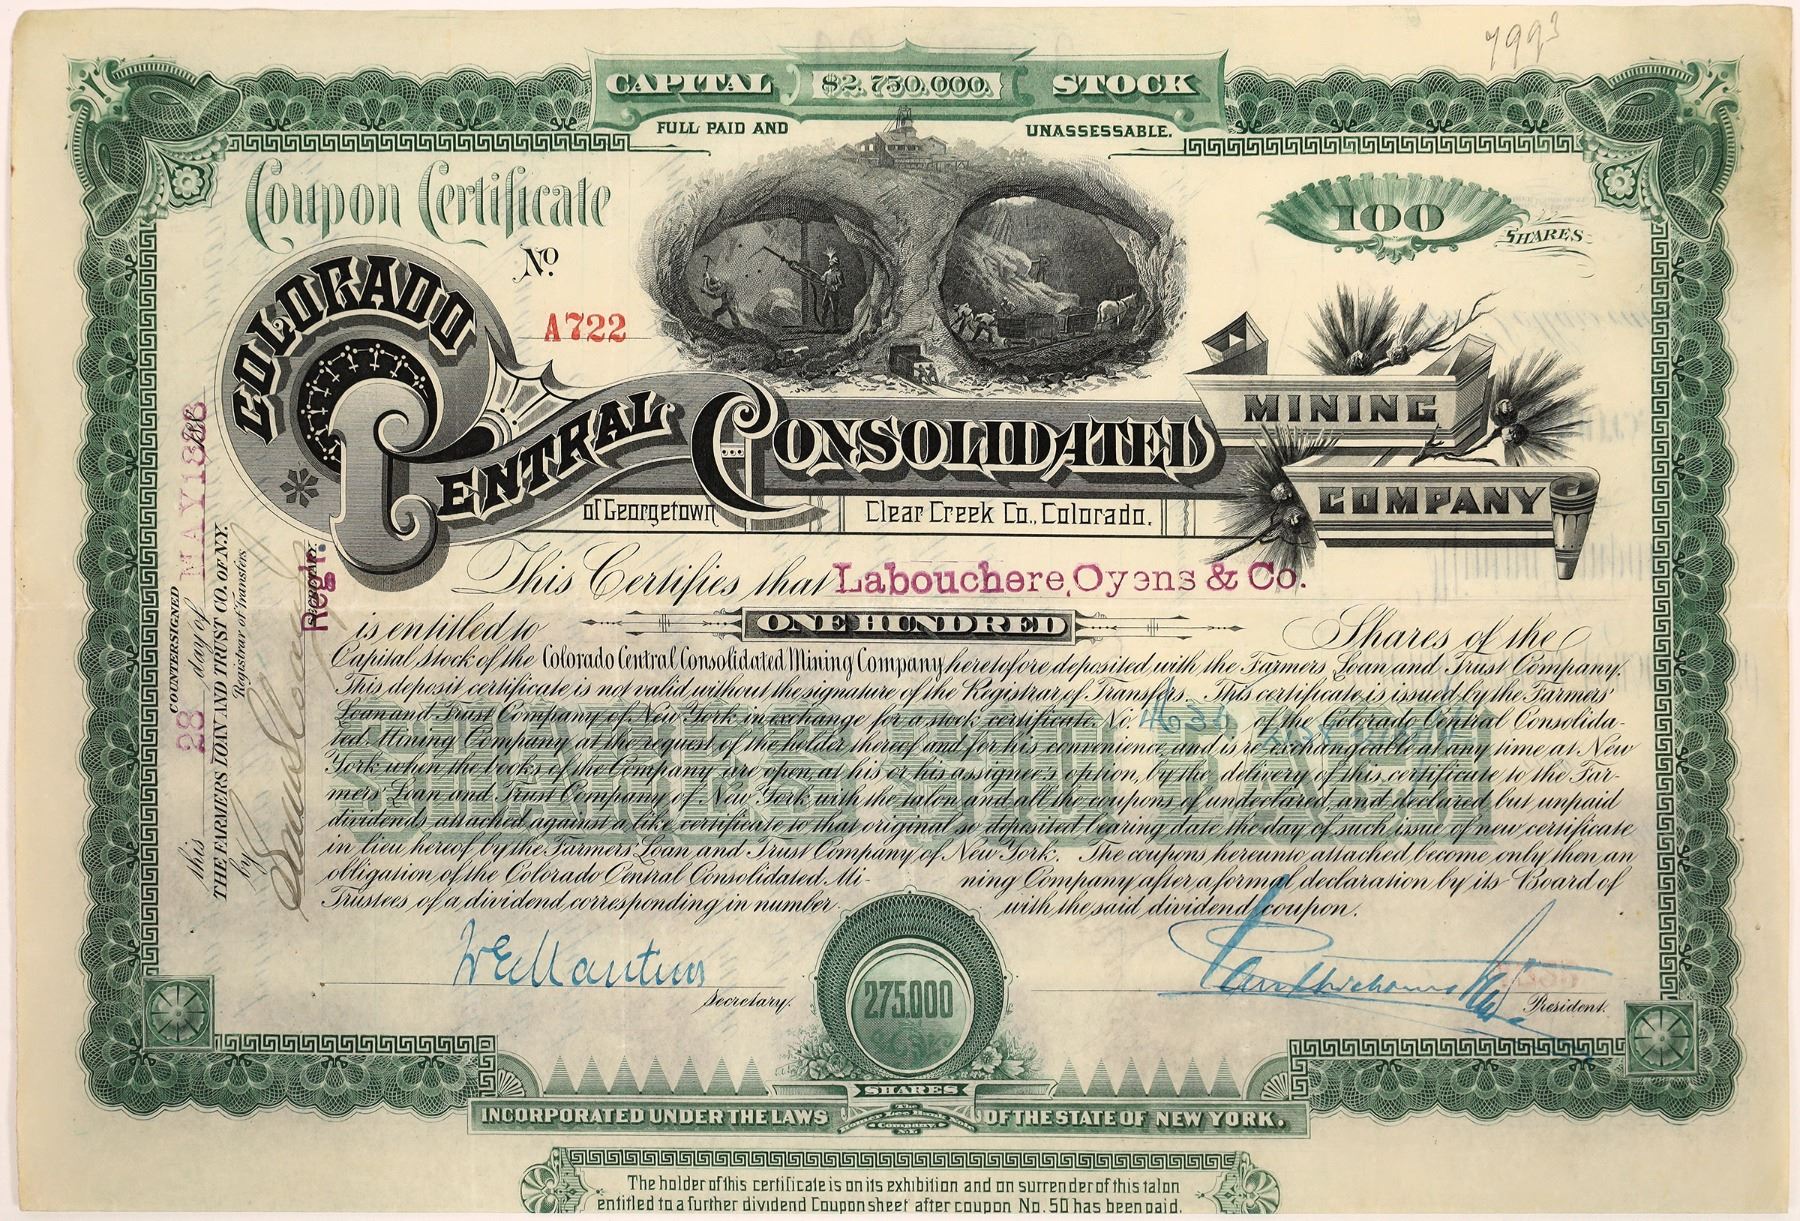 7993
CAPITAL $2,750,000. STOCK
FULL PAID AND UNASSESSABLE.
Coupon Certificate
100 SHARES
No
A722
COLORADO
CENTRAL CONSOLIDATED
MINING
COMPANY
of Georgetown Clear Creek Co., Colorado.
This Certifies that Labouchere, Oyens & Co.
is entitled to ONE HUNDRED Shares of the
Capital Stock of the Colorado Central Consolidated Mining Company, heretofore deposited with the Farmers Loan and Trust Company.
This deposit certificate is not valid without the signature of the Registrar of Transfers. This certificate is issued by the Farmers'
Loan and Trust Company of New York in exchange for a stock certificate No. of the Colorado Central Consolida-
ted Mining Company at the request of the holder thereof and for his convenience, and is re-exchangeable at any time at New
York when the books of the Company are open, at his or his assignee's option, by the delivery of this certificate to the Far-
mers' Loan and Trust Company of New York with the talon and all the coupons of undeclared, and declared but unpaid
dividends attached against a like certificate to that original so deposited bearing date the day of such issue of new certificate
in lieu hereof by the Farmers' Loan and Trust Company of New York. The coupons hereunto attached, become only then an
obligation of the Colorado Central Consolidated Mi- ning Company after a formal declaration by its Board of
Trustees of a dividend, corresponding in number with the said dividend coupon.
Secretary.
President.
275.000
SHARES
INCORPORATED UNDER THE LAWS OF THE STATE OF NEW YORK.
The
Homer Lee Bank Note
Company.
N.Y.
The holder of this certificate is on its exhibition and on surrender of this talon
entitled to a further dividend Coupon sheet after coupon No. 50 has been paid.
COUNTERSIGNED
this 28 day of MAY 1886
THE FARMERS LOAN AND TRUST CO. OF N.Y.
by Registrar of Transfers
SECRETARY.